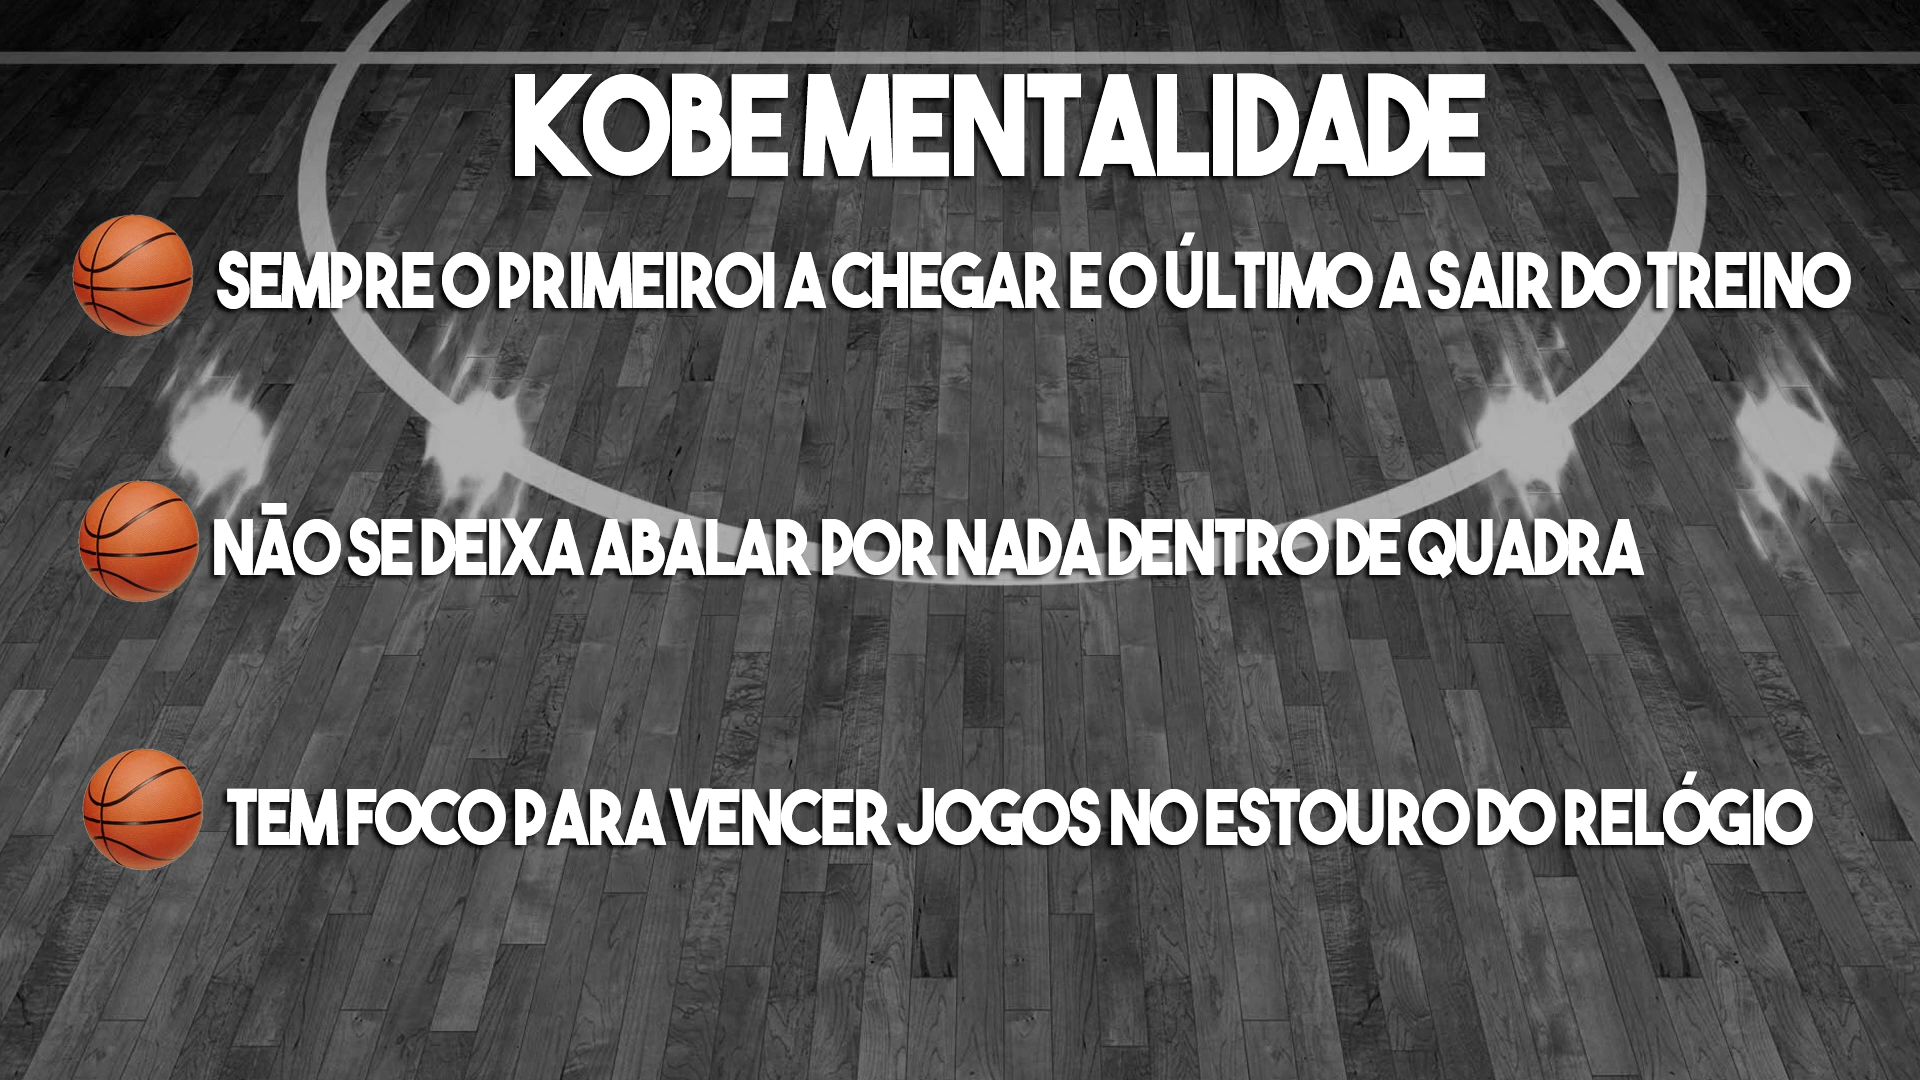 KOBE MENTALIDADE
SEMPRE O PRIMEIROI A CHEGAR E O ÚLTIMO A SAIR DO TREINO
NÃO SE DEIXA ABALAR POR NADA DENTRO DE QUADRA
TEM FOCO PARA VENCER JOGOS NO ESTOURO DO RELÓGIO